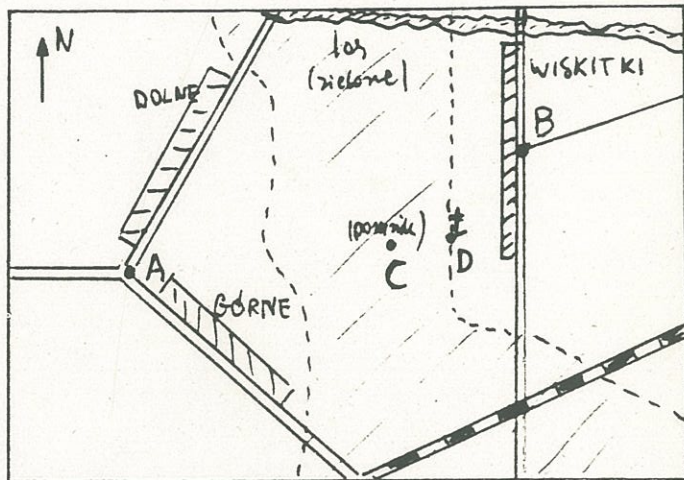 N
las
(zielone)
DOLNE
WISKITKI
B
(pomnik)
A
C
D
GÓRNE